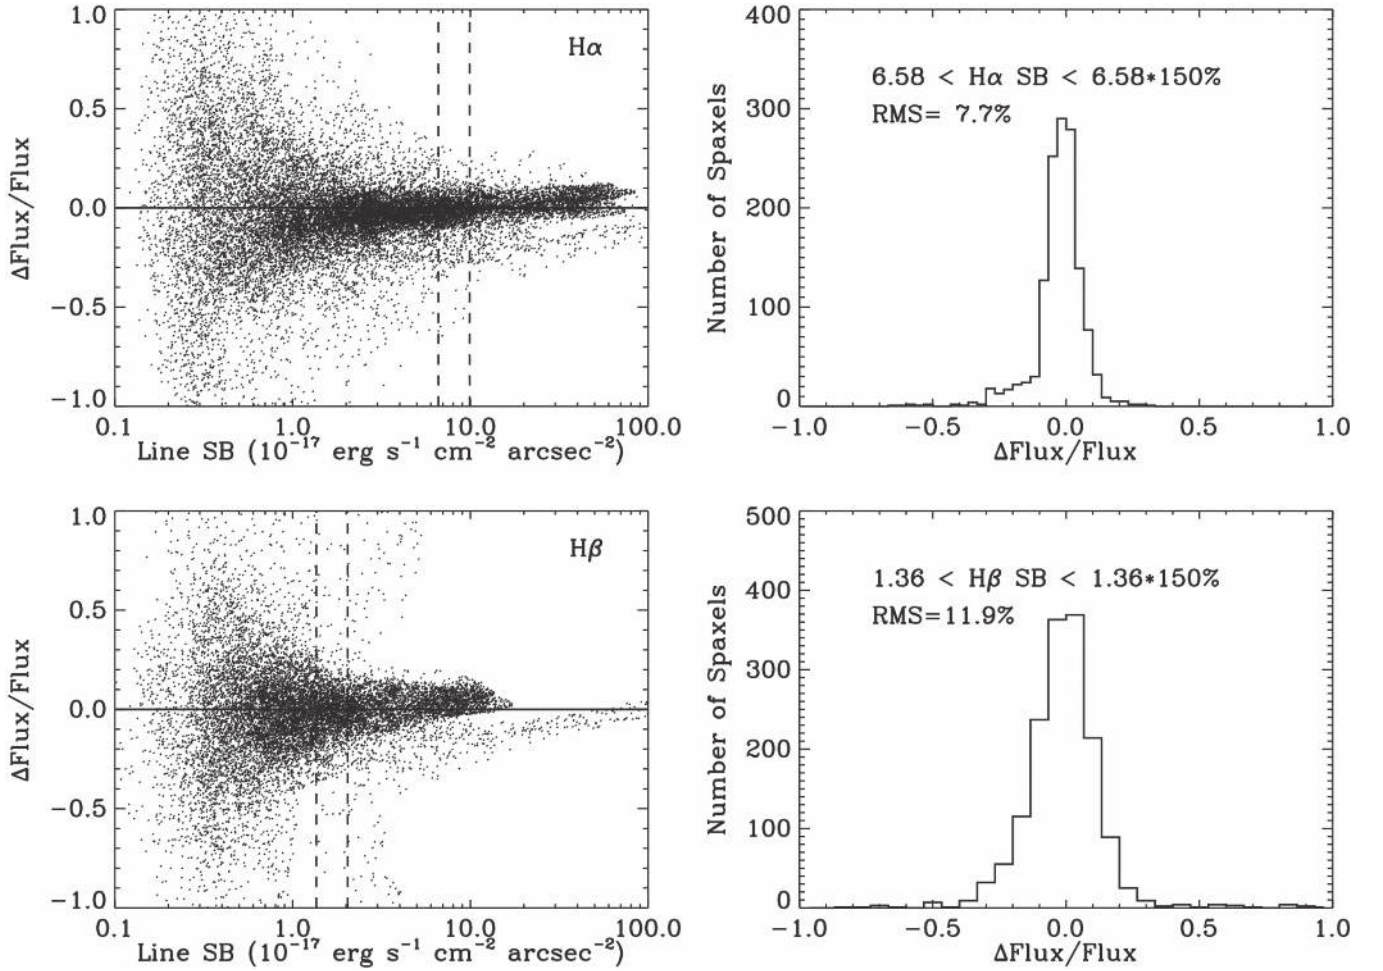 1.0
0.5
0.0
−0.5
−1.0
ΔFlux/Flux
Hα
0.1 1.0 10.0 100.0
Line SB (10⁻¹⁷ erg s⁻¹ cm⁻² arcsec⁻²)
400
300
200
100
0
Number of Spaxels
6.58 < Hα SB < 6.58*150%
RMS= 7.7%
−1.0 −0.5 0.0 0.5 1.0
ΔFlux/Flux
1.0
0.5
0.0
−0.5
−1.0
ΔFlux/Flux
Hβ
0.1 1.0 10.0 100.0
Line SB (10⁻¹⁷ erg s⁻¹ cm⁻² arcsec⁻²)
500
400
300
200
100
0
Number of Spaxels
1.36 < Hβ SB < 1.36*150%
RMS=11.9%
−1.0 −0.5 0.0 0.5 1.0
ΔFlux/Flux